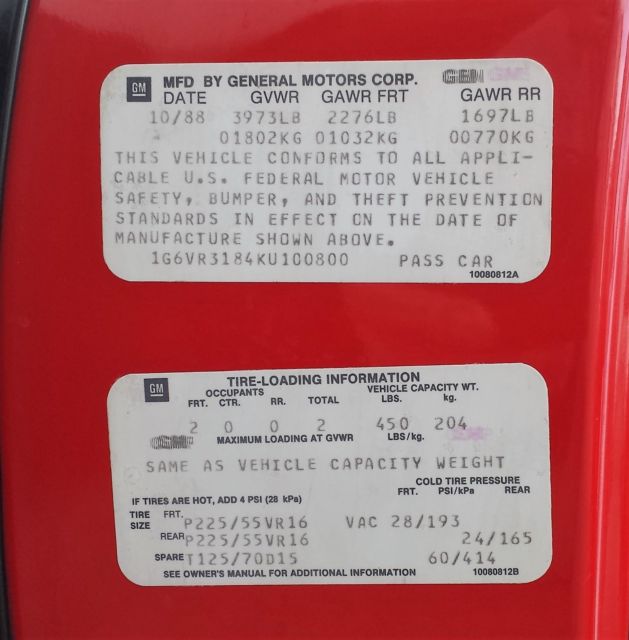 GM MFD BY GENERAL MOTORS CORP. GEN GM
DATE GVWR GAWR FRT GAWR RR
10/88 3973LB 2276LB 1697LB
01802KG 01032KG 00770KG
THIS VEHICLE CONFORMS TO ALL APPLI-
CABLE U.S. FEDERAL MOTOR VEHICLE
SAFETY, BUMPER, AND THEFT PREVENTION
STANDARDS IN EFFECT ON THE DATE OF
MANUFACTURE SHOWN ABOVE.
1G6VR3184KU100800 PASS CAR
10080812A
GM TIRE-LOADING INFORMATION
OCCUPANTS VEHICLE CAPACITY WT.
FRT. CTR. RR. TOTAL LBS. kg.
2 0 0 2 450 204
MAXIMUM LOADING AT GVWR LBS/kg.
SAME AS VEHICLE CAPACITY WEIGHT
COLD TIRE PRESSURE
IF TIRES ARE HOT, ADD 4 PSI (28 kPa) FRT. PSI/kPa REAR
TIRE SIZE FRT. P225/55VR16 VAC 28/193
REAR P225/55VR16 24/165
SPARE T125/70D15 60/414
SEE OWNER'S MANUAL FOR ADDITIONAL INFORMATION 10080812B